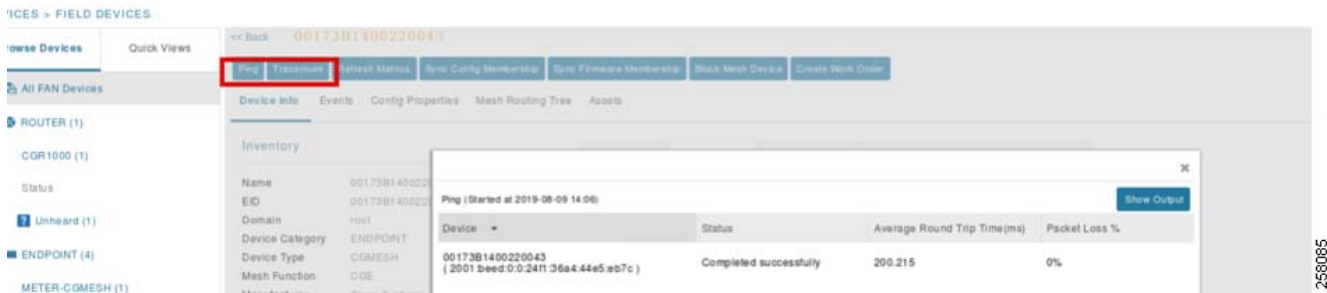 ICES > FIELD DEVICES
rowse Devices
Quick Views
<< Back 00173B1400220043
Ping Traceroute Refresh Metrics Sync Config Membership Sync Firmware Membership Block Mesh Device Create Work Order
All FAN Devices
Device Info Events Config Properties Mesh Routing Tree Assets
ROUTER (1)
CGR1000 (1)
Status
Unheard (1)
ENDPOINT (4)
METER-CGMESH (1)
Inventory
Name 00173B140022
EID 00173B140022
Domain root
Device Category ENDPOINT
Device Type CGMESH
Mesh Function CGE
Ping (Started at 2019-08-09 14:06)
Show Output
Device Status Average Round Trip Time(ms) Packet Loss %
00173B1400220043 Completed successfully 200.215 0%
( 2001:beed:0:0:24f1:36a4:44e5:eb7c )
258085